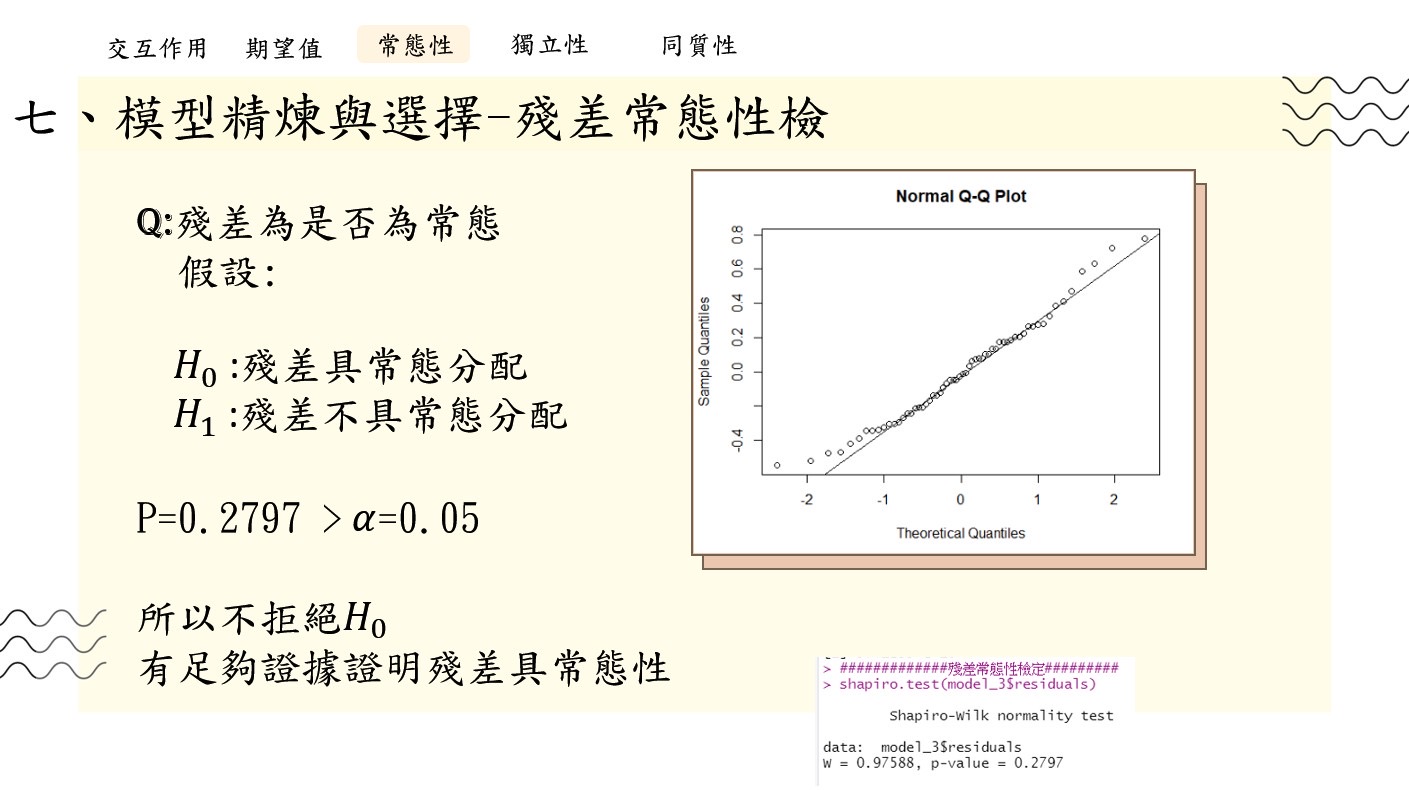 交互作用 期望值 常態性 獨立性 同質性
七、模型精煉與選擇-殘差常態性檢
Q:殘差為是否為常態
假設:
H₀:殘差具常態分配
H₁:殘差不具常態分配
P=0.2797 >α=0.05
所以不拒絕H₀
有足夠證據證明殘差具常態性
Normal Q-Q Plot
Sample Quantiles
0.8
0.6
0.4
0.2
0.0
-0.4
-2 -1 0 1 2
Theoretical Quantiles
> #############殘差常態性檢定#########
> shapiro.test(model_3$residuals)
Shapiro-Wilk normality test
data: model_3$residuals
W = 0.97588, p-value = 0.2797